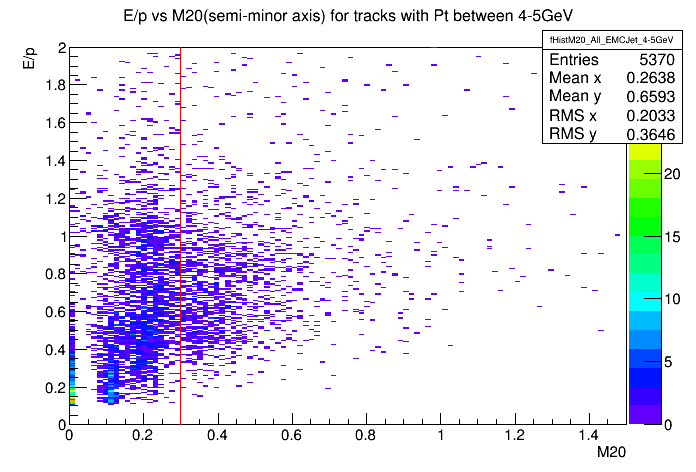 E/p vs M20(semi-minor axis) for tracks with Pt between 4-5GeV
fHistM20_All_EMCJet_4-5GeV
Entries 5370
Mean x 0.2638
Mean y 0.6593
RMS x 0.2033
RMS y 0.3646
E/p
2
1.8
1.6
1.4
1.2
1
0.8
0.6
0.4
0.2
0
20
15
10
5
0
0 0.2 0.4 0.6 0.8 1 1.2 1.4
M20